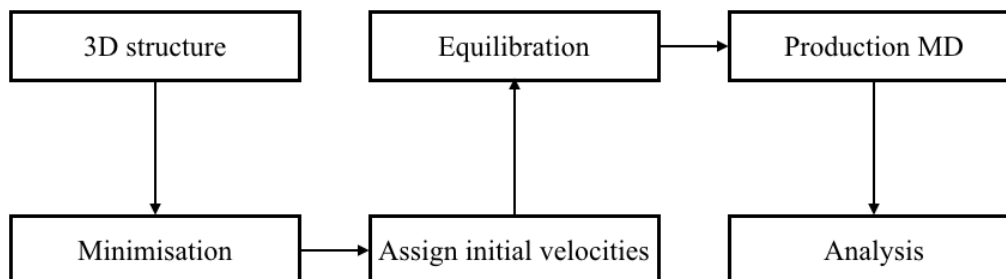 3D structure
Equilibration
Production MD
Minimisation
Assign initial velocities
Analysis